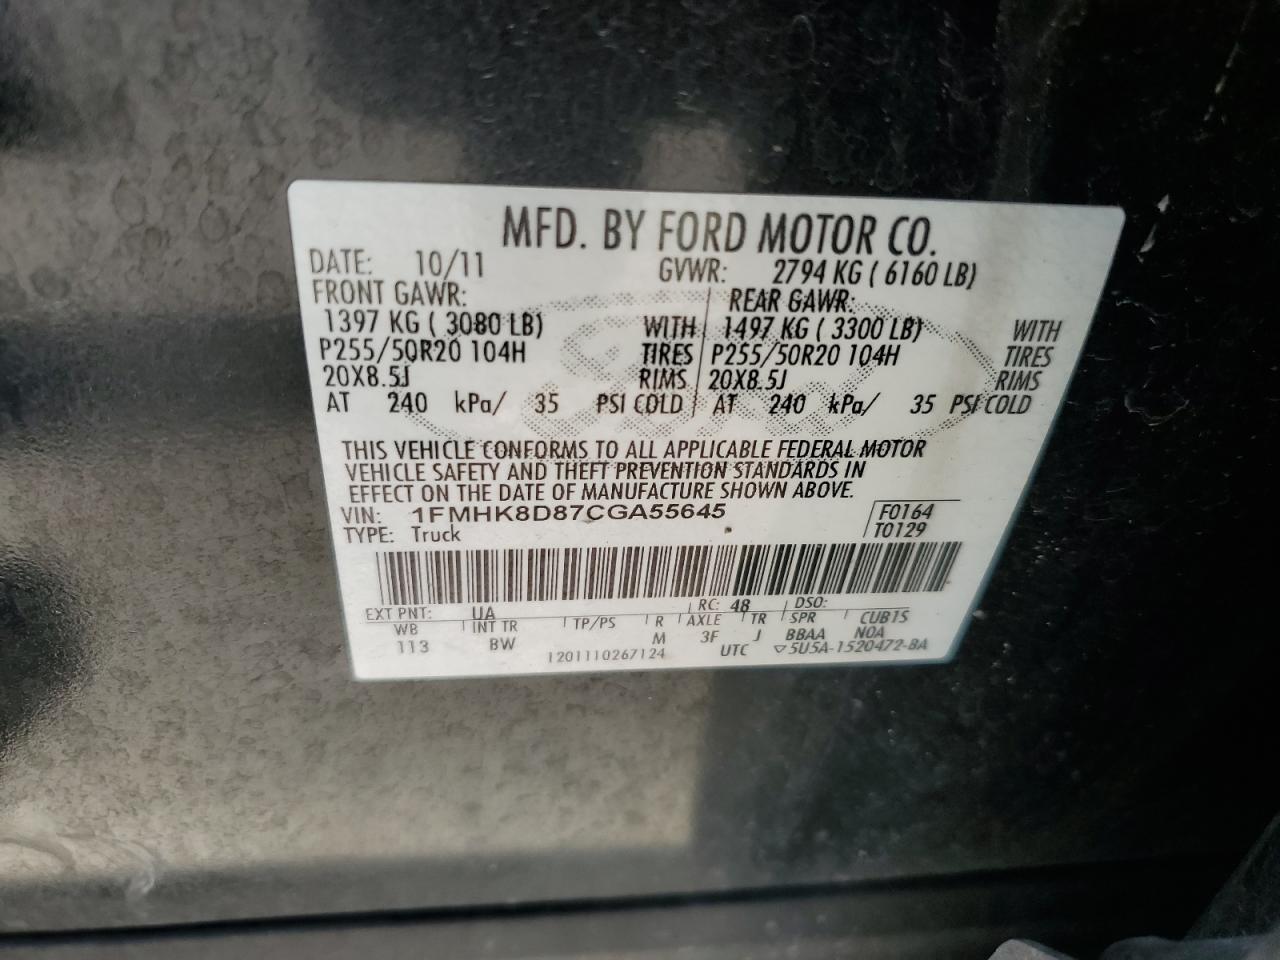 MFD. BY FORD MOTOR CO.
DATE: 10/11 GVWR: 2794 KG ( 6160 LB)
FRONT GAWR: REAR GAWR:
1397 KG ( 3080 LB) WITH 1497 KG ( 3300 LB) WITH
P255/50R20 104H TIRES P255/50R20 104H TIRES
20X8.5J RIMS 20X8.5J RIMS
AT 240 kPa/ 35 PSI COLD AT 240 kPa/ 35 PSI COLD
THIS VEHICLE CONFORMS TO ALL APPLICABLE FEDERAL MOTOR
VEHICLE SAFETY AND THEFT PREVENTION STANDARDS IN
EFFECT ON THE DATE OF MANUFACTURE SHOWN ABOVE.
VIN: 1FMHK8D87CGA55645 F0164
TYPE: Truck T0129
EXT PNT: UA RC: 48 DSO:
WB INT TR TP/PS R AXLE TR SPR CUB1S
113 BW M 3F J BBAA NOA
1201110267124 UTC ▽5U5A-1520472-BA